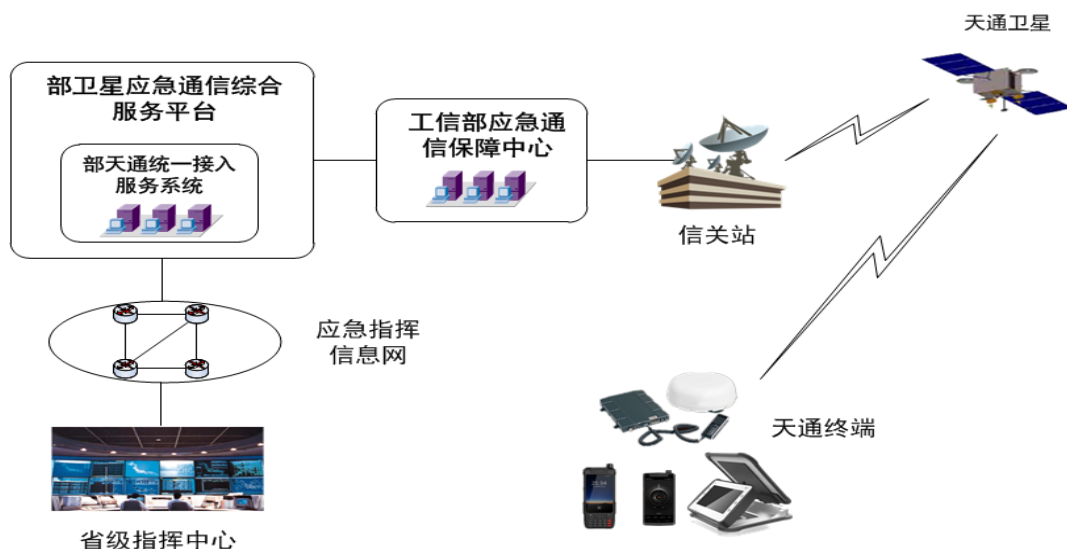 天通卫星
部卫星应急通信综合
服务平台
部天通统一接入
服务系统
工信部应急通
信保障中心
信关站
应急指挥
信息网
天通终端
省级指挥中心